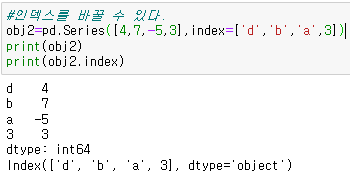 #인덱스를 바꿀 수 있다.
obj2=pd.Series([4,7,-5,3],index=['d','b','a',3])
print(obj2)
print(obj2.index)
d    4
b    7
a   -5
3    3
dtype: int64
Index(['d', 'b', 'a', 3], dtype='object')